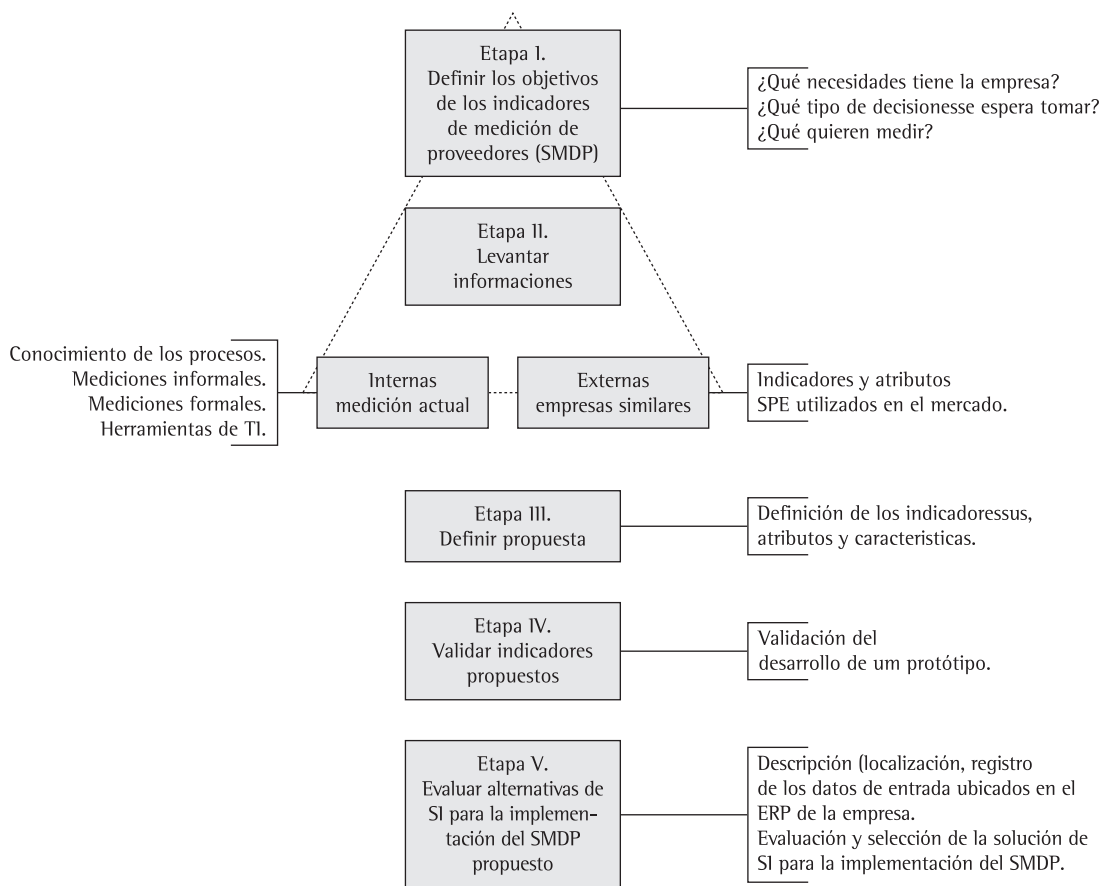 Etapa I.
Definir los objetivos
de los indicadores
de medición de
proveedores (SMDP)
¿Qué necesidades tiene la empresa?
¿Qué tipo de decisionesse espera tomar?
¿Qué quieren medir?
Etapa II.
Levantar
informaciones
Conocimiento de los procesos.
Mediciones informales.
Mediciones formales.
Herramientas de TI.
Internas
medición actual
Externas
empresas similares
Indicadores y atributos
SPE utilizados en el mercado.
Etapa III.
Definir propuesta
Definición de los indicadoressus,
atributos y caracteristicas.
Etapa IV.
Validar indicadores
propuestos
Validación del
desarrollo de um protótipo.
Etapa V.
Evaluar alternativas de
SI para la implemen-
tación del SMDP
propuesto
Descripción (localización, registro
de los datos de entrada ubicados en el
ERP de la empresa.
Evaluación y selección de la solución de
SI para la implementación del SMDP.